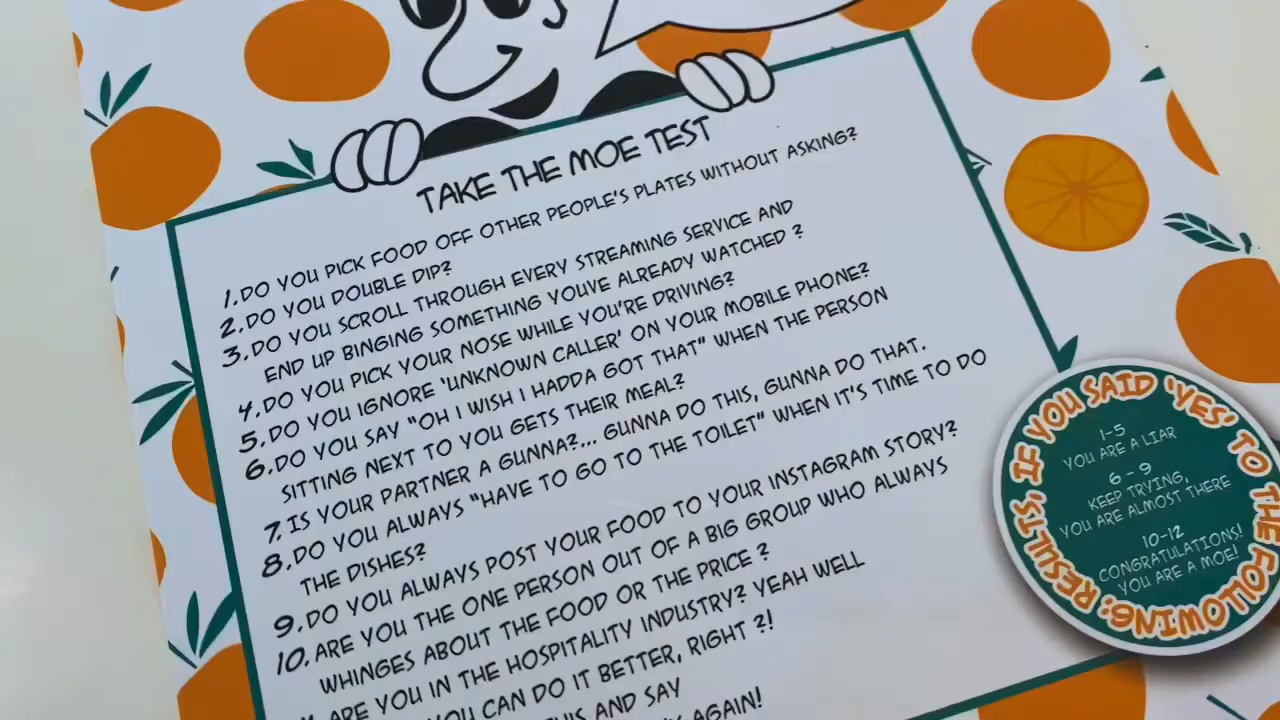 TAKE THE MOE TEST
1. DO YOU PICK FOOD OFF OTHER PEOPLE'S PLATES WITHOUT ASKING?
2. DO YOU DOUBLE DIP?
3. DO YOU SCROLL THROUGH EVERY STREAMING SERVICE AND
END UP BINGING SOMETHING YOUVE ALREADY WATCHED ?
4. DO YOU PICK YOUR NOSE WHILE YOU'RE DRIVING?
5. DO YOU IGNORE 'UNKNOWN CALLER' ON YOUR MOBILE PHONE?
6. DO YOU SAY "OH I WISH I HADDA GOT THAT" WHEN THE PERSON
SITTING NEXT TO YOU GETS THEIR MEAL?
7. IS YOUR PARTNER A GUNNA?... GUNNA DO THIS, GUNNA DO THAT.
8. DO YOU ALWAYS "HAVE TO GO TO THE TOILET" WHEN IT'S TIME TO DO
THE DISHES?
9. DO YOU ALWAYS POST YOUR FOOD TO YOUR INSTAGRAM STORY?
10. ARE YOU THE ONE PERSON OUT OF A BIG GROUP WHO ALWAYS
WHINGES ABOUT THE FOOD OR THE PRICE ?
ARE YOU IN THE HOSPITALITY INDUSTRY? YEAH WELL
YOU CAN DO IT BETTER, RIGHT ?!
THIS AND SAY
AGAIN!
RESULTS, IF YOU SAID 'YES' TO THE FOLLOWING:
1-5
YOU ARE A LIAR
6 - 9
KEEP TRYING,
YOU ARE ALMOST THERE
10-12
CONGRATULATIONS!
YOU ARE A MOE!